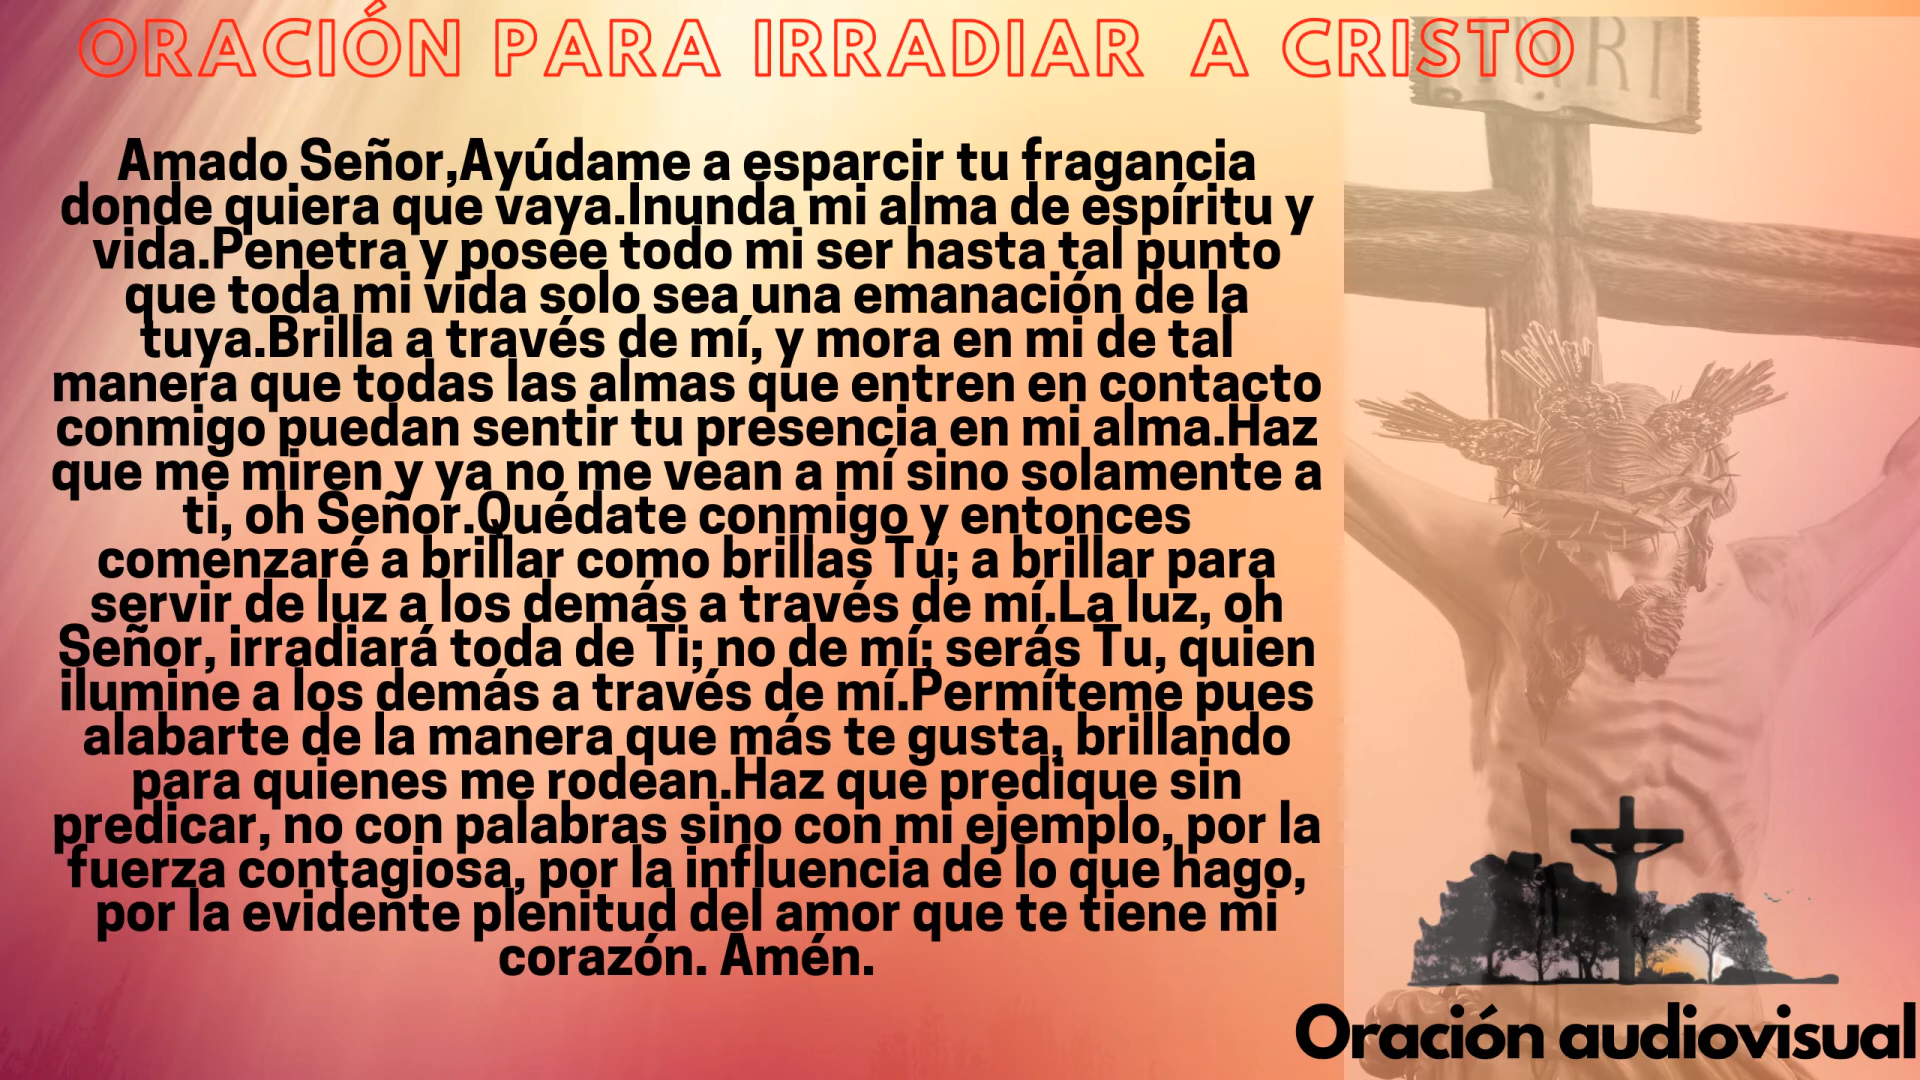 ORACIÓN PARA IRRADIAR A CRISTO
INRI
Amado Señor,Ayúdame a esparcir tu fragancia
donde quiera que vaya.Inunda mi alma de espíritu y
vida.Penetra y posee todo mi ser hasta tal punto
que toda mi vida solo sea una emanación de la
tuya.Brilla a través de mí, y mora en mi de tal
manera que todas las almas que entren en contacto
conmigo puedan sentir tu presencia en mi alma.Haz
que me miren y ya no me vean a mí sino solamente a
ti, oh Señor.Quédate conmigo y entonces
comenzaré a brillar como brillas Tú; a brillar para
servir de luz a los demás a través de mí.La luz, oh
Señor, irradiará toda de Ti; no de mí; serás Tu, quien
ilumine a los demás a través de mí.Permíteme pues
alabarte de la manera que más te gusta, brillando
para quienes me rodean.Haz que predique sin
predicar, no con palabras sino con mi ejemplo, por la
fuerza contagiosa, por la influencia de lo que hago,
por la evidente plenitud del amor que te tiene mi
corazón. Amén.
Oración audiovisual